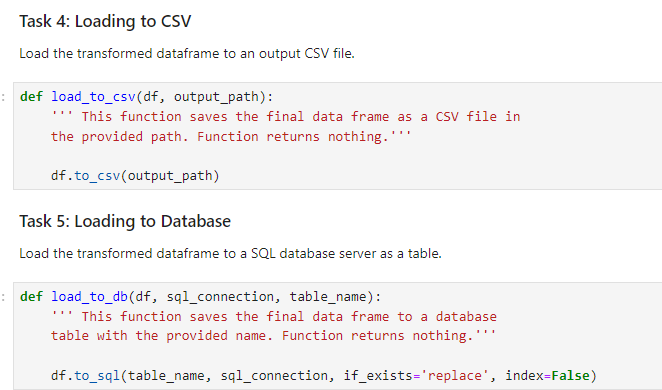 Task 4: Loading to CSV
Load the transformed dataframe to an output CSV file.
: def load_to_csv(df, output_path):
''' This function saves the final data frame as a CSV file in
the provided path. Function returns nothing.'''
df.to_csv(output_path)
Task 5: Loading to Database
Load the transformed dataframe to a SQL database server as a table.
: def load_to_db(df, sql_connection, table_name):
''' This function saves the final data frame to a database
table with the provided name. Function returns nothing.'''
df.to_sql(table_name, sql_connection, if_exists='replace', index=False)